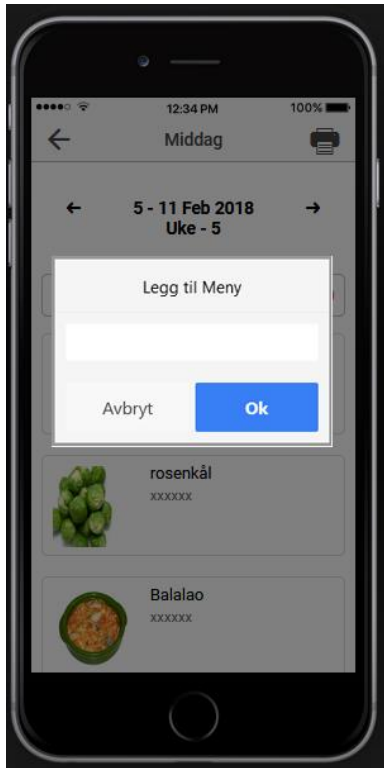 12:34 PM
100%
Middag
5 - 11 Feb 2018
Uke - 5
Legg til Meny
Avbryt
Ok
rosenkål
xxxxxx
Balalao
xxxxxx